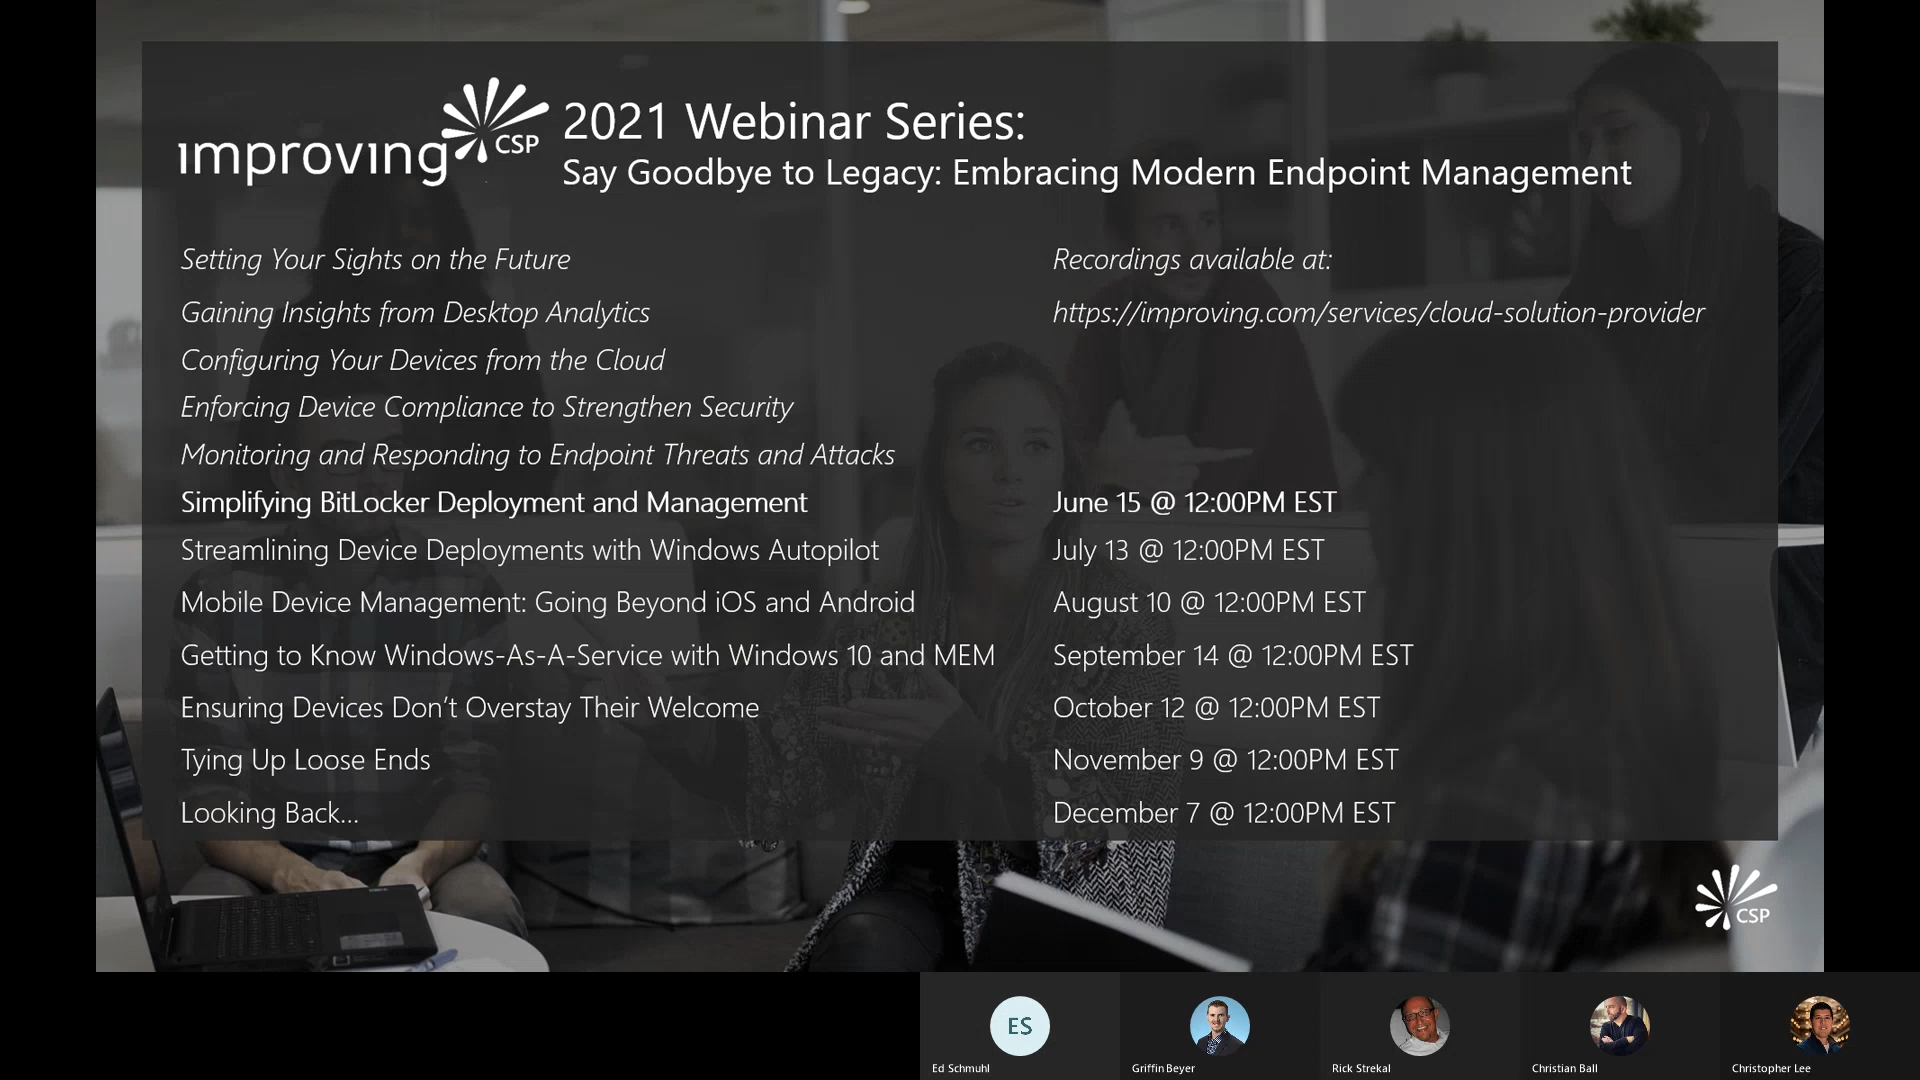 improving CSP
2021 Webinar Series:
Say Goodbye to Legacy: Embracing Modern Endpoint Management
Setting Your Sights on the Future
Recordings available at:
Gaining Insights from Desktop Analytics
https://improving.com/services/cloud-solution-provider
Configuring Your Devices from the Cloud
Enforcing Device Compliance to Strengthen Security
Monitoring and Responding to Endpoint Threats and Attacks
Simplifying BitLocker Deployment and Management
June 15 @ 12:00PM EST
Streamlining Device Deployments with Windows Autopilot
July 13 @ 12:00PM EST
Mobile Device Management: Going Beyond iOS and Android
August 10 @ 12:00PM EST
Getting to Know Windows-As-A-Service with Windows 10 and MEM
September 14 @ 12:00PM EST
Ensuring Devices Don’t Overstay Their Welcome
October 12 @ 12:00PM EST
Tying Up Loose Ends
November 9 @ 12:00PM EST
Looking Back...
December 7 @ 12:00PM EST
CSP
ES
Ed Schmuhl
Griffin Beyer
Rick Strekal
Christian Ball
Christopher Lee